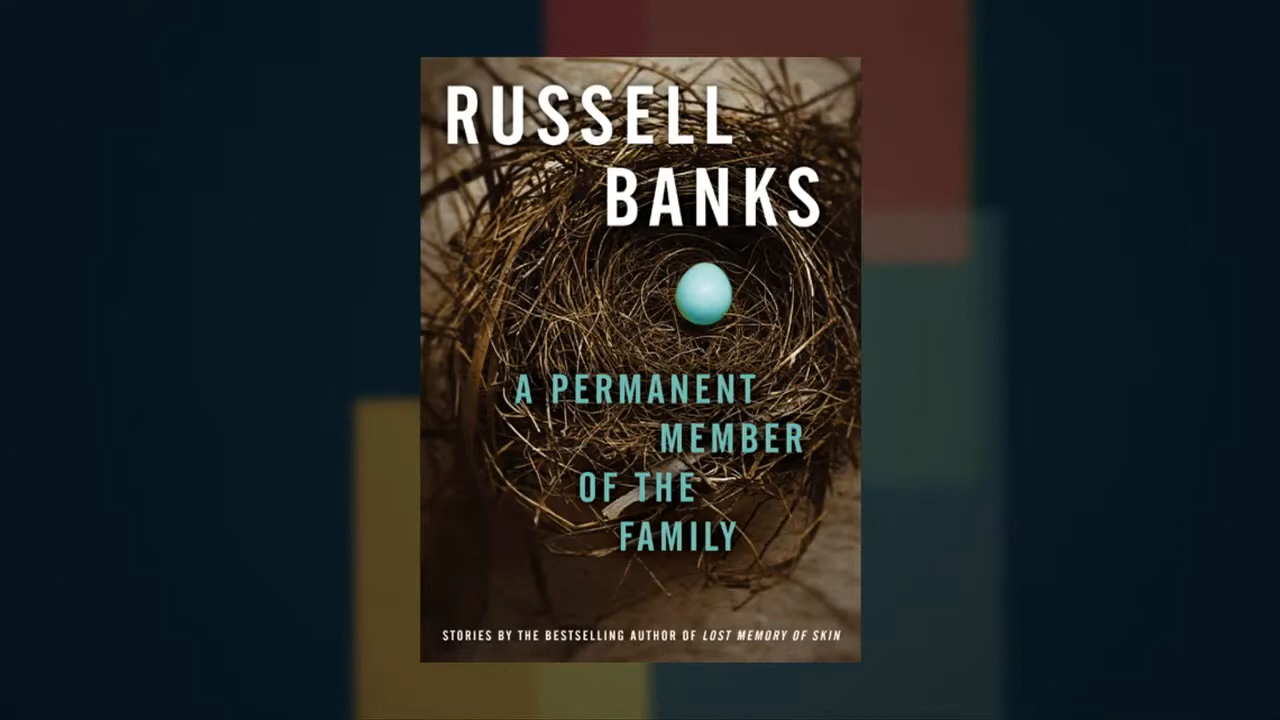 RUSSELL
BANKS
A PERMANENT
MEMBER
OF THE
FAMILY
STORIES BY THE BESTSELLING AUTHOR OF LOST MEMORY OF SKIN